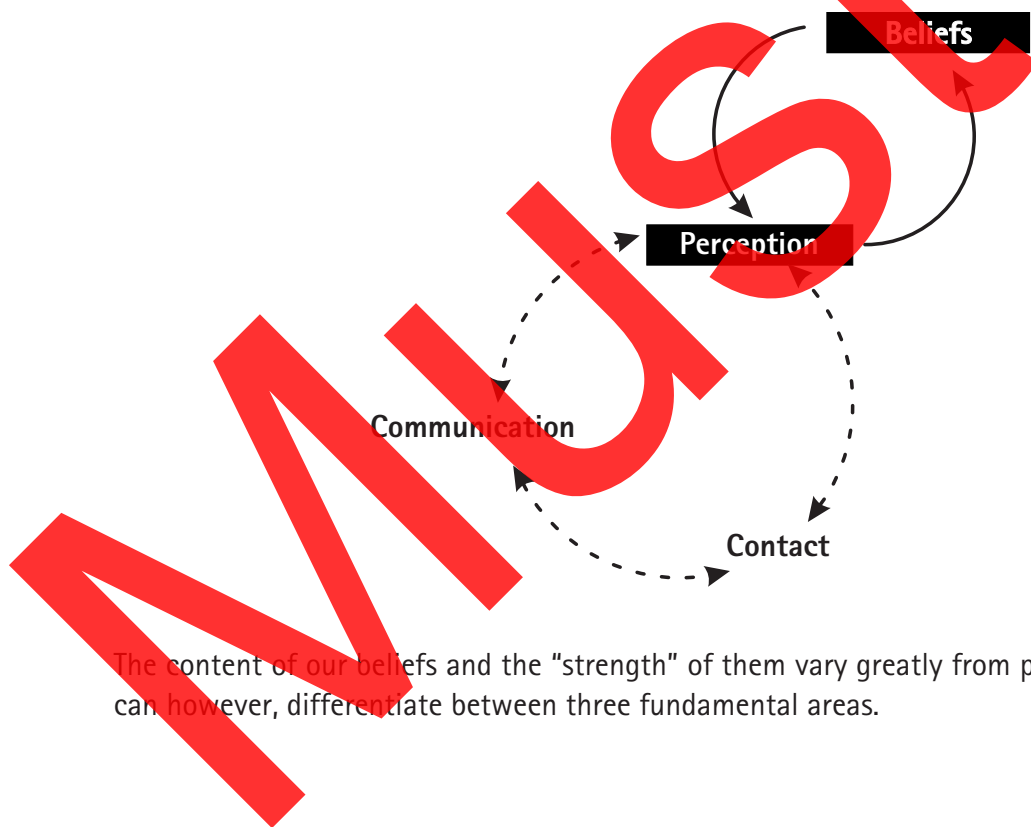 Beliefs
Perception
Communication
Contact
The content of our beliefs and the “strength” of them vary greatly from p
can however, differentiate between three fundamental areas.